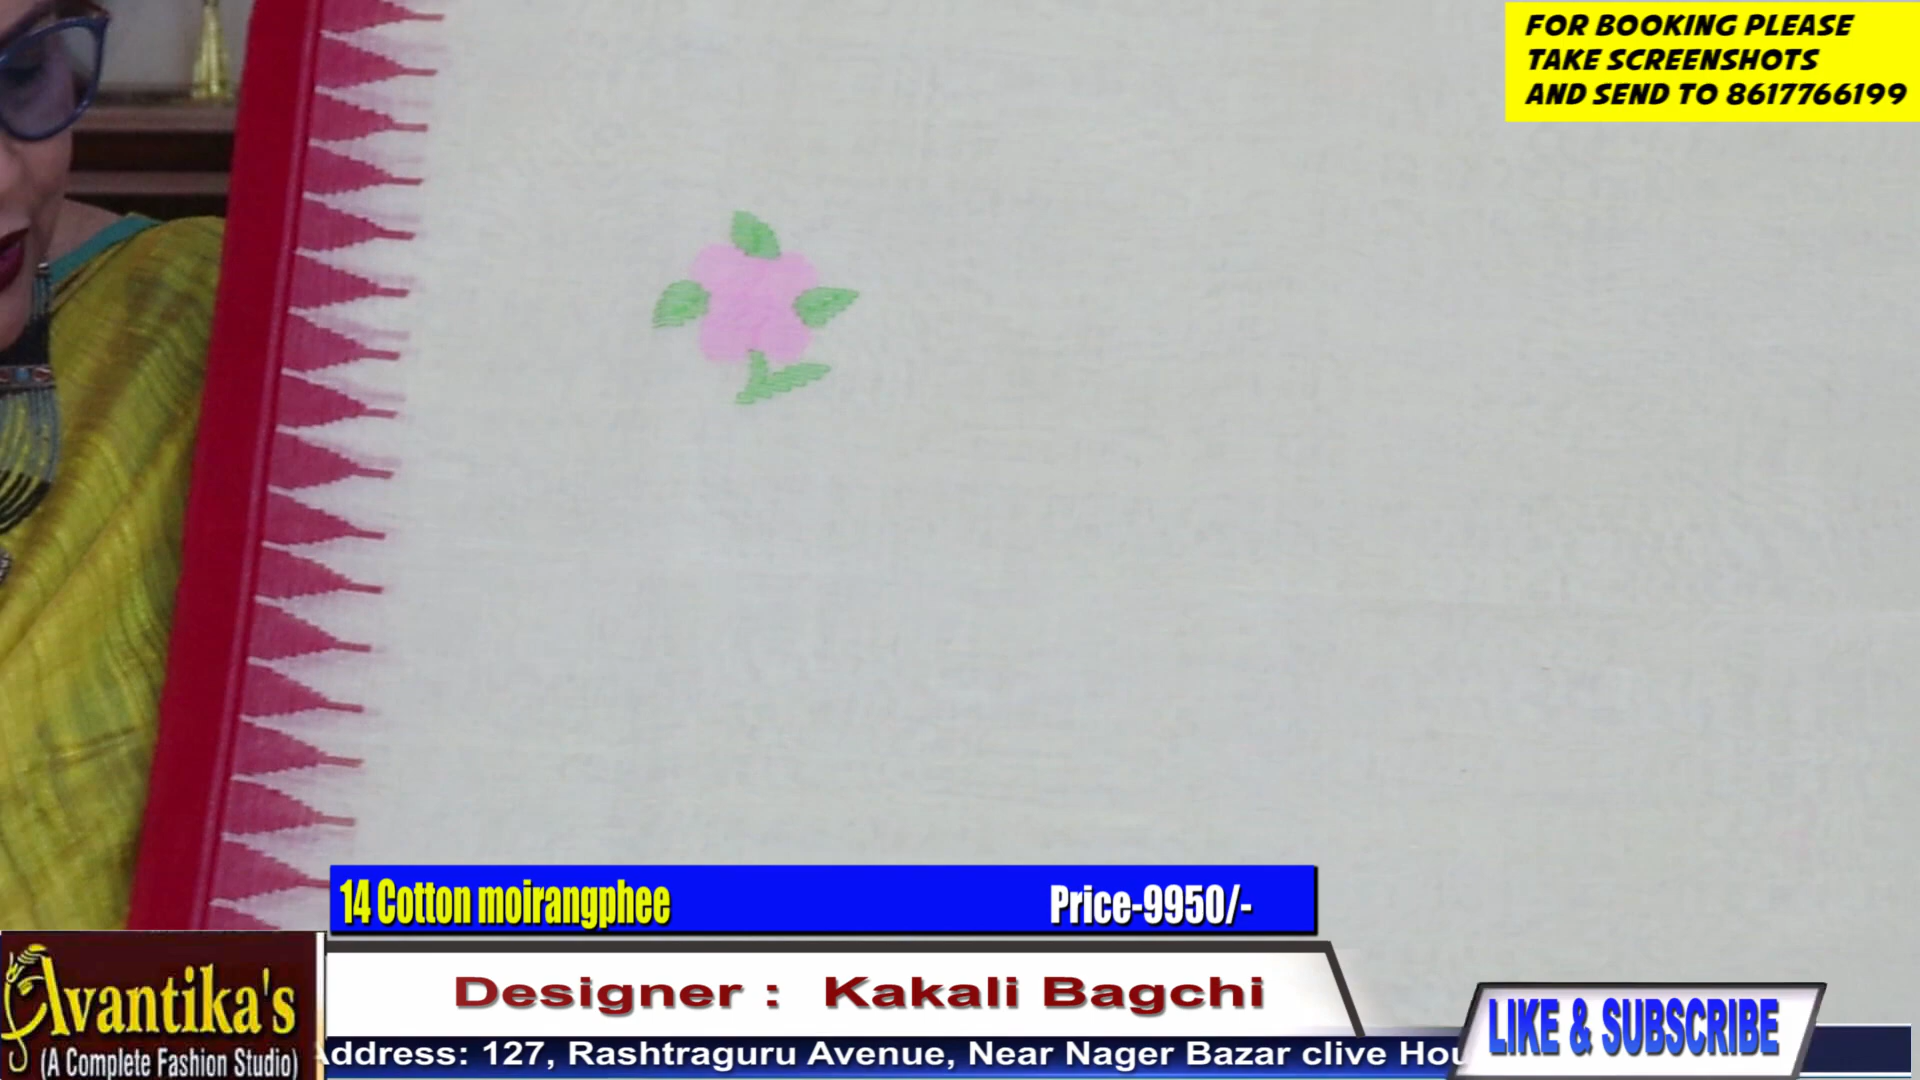 FOR BOOKING PLEASE
TAKE SCREENSHOTS
AND SEND TO 8617766199
14 Cotton moirangphee
Price-9950/-
Designer : Kakali Bagchi
Avantika's
(A Complete Fashion Studio)
Address: 127, Rashtraguru Avenue, Near Nager Bazar clive
LIKE & SUBSCRIBE